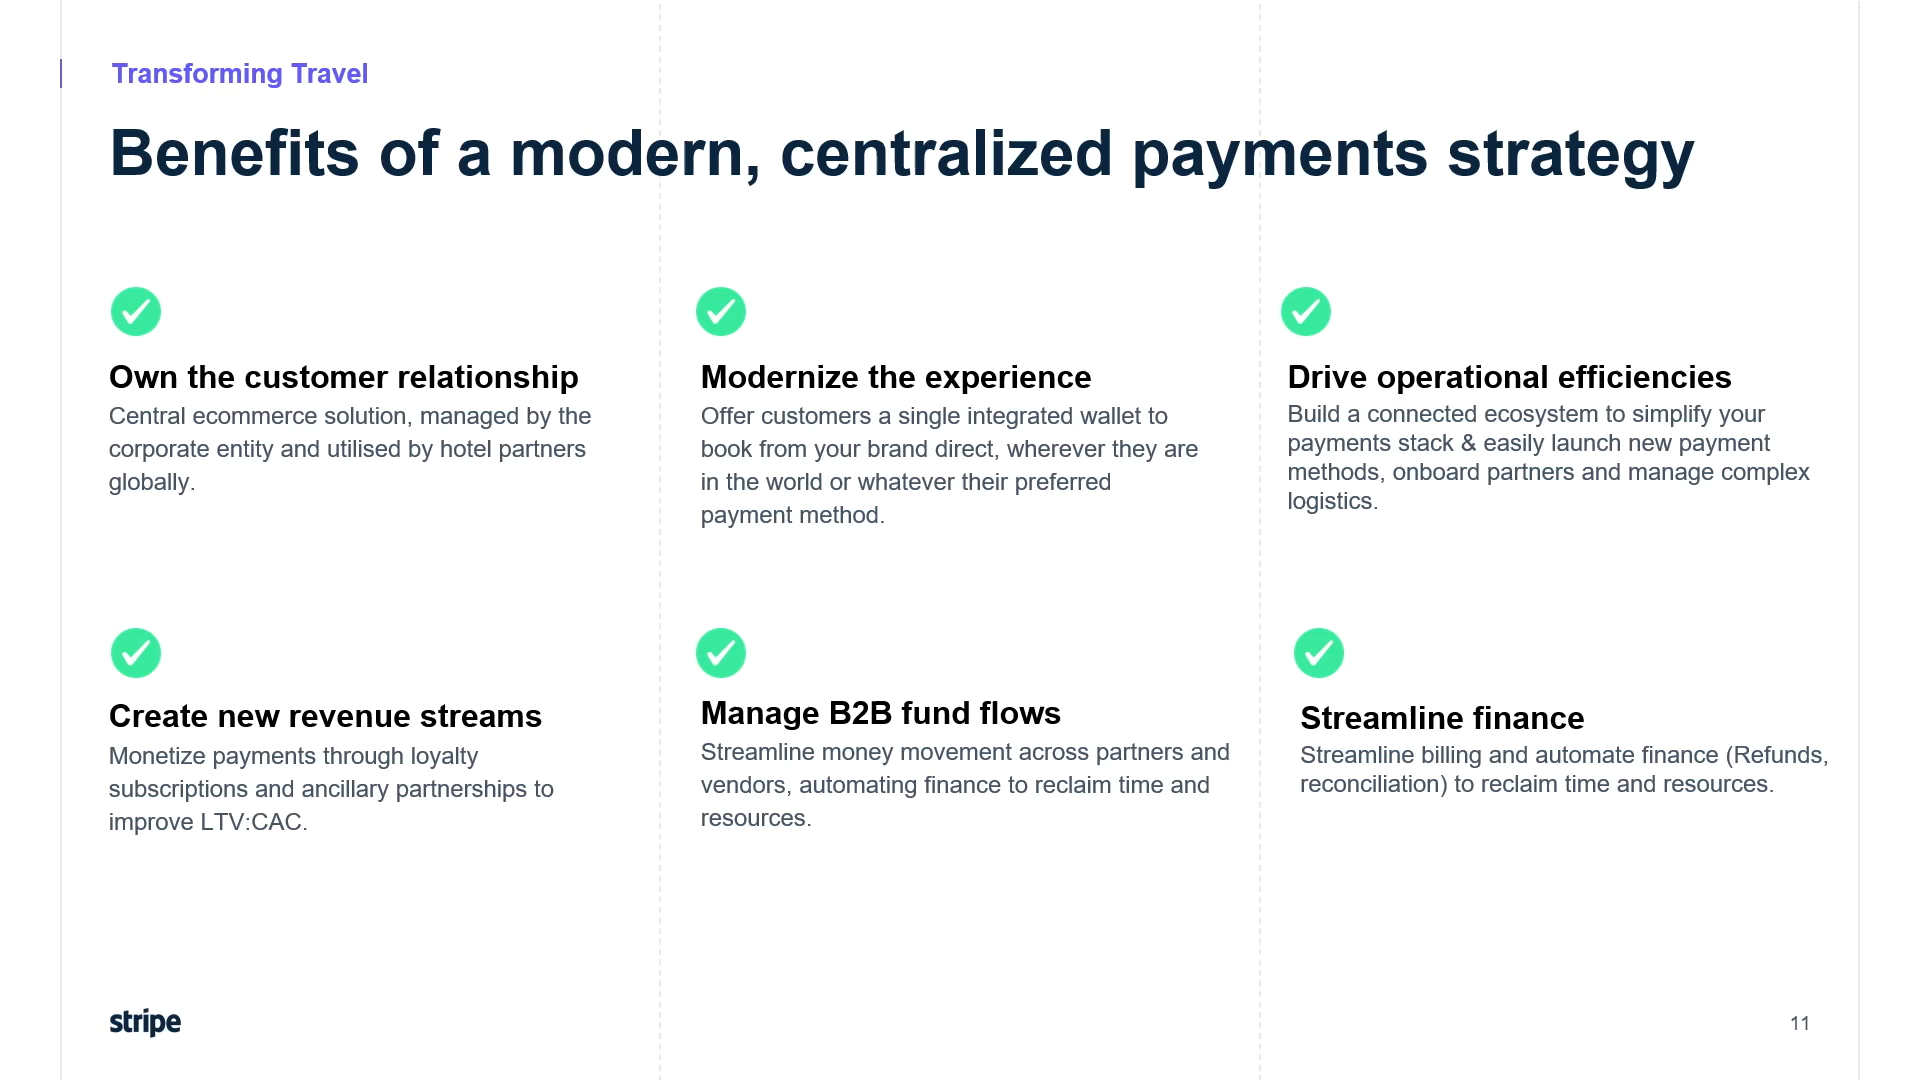 Transforming Travel
Benefits of a modern, centralized payments strategy
Own the customer relationship
Central ecommerce solution, managed by the
corporate entity and utilised by hotel partners
globally.
Modernize the experience
Offer customers a single integrated wallet to
book from your brand direct, wherever they are
in the world or whatever their preferred
payment method.
Drive operational efficiencies
Build a connected ecosystem to simplify your
payments stack & easily launch new payment
methods, onboard partners and manage complex
logistics.
Create new revenue streams
Monetize payments through loyalty
subscriptions and ancillary partnerships to
improve LTV:CAC.
Manage B2B fund flows
Streamline money movement across partners and
vendors, automating finance to reclaim time and
resources.
Streamline finance
Streamline billing and automate finance (Refunds,
reconciliation) to reclaim time and resources.
stripe
11